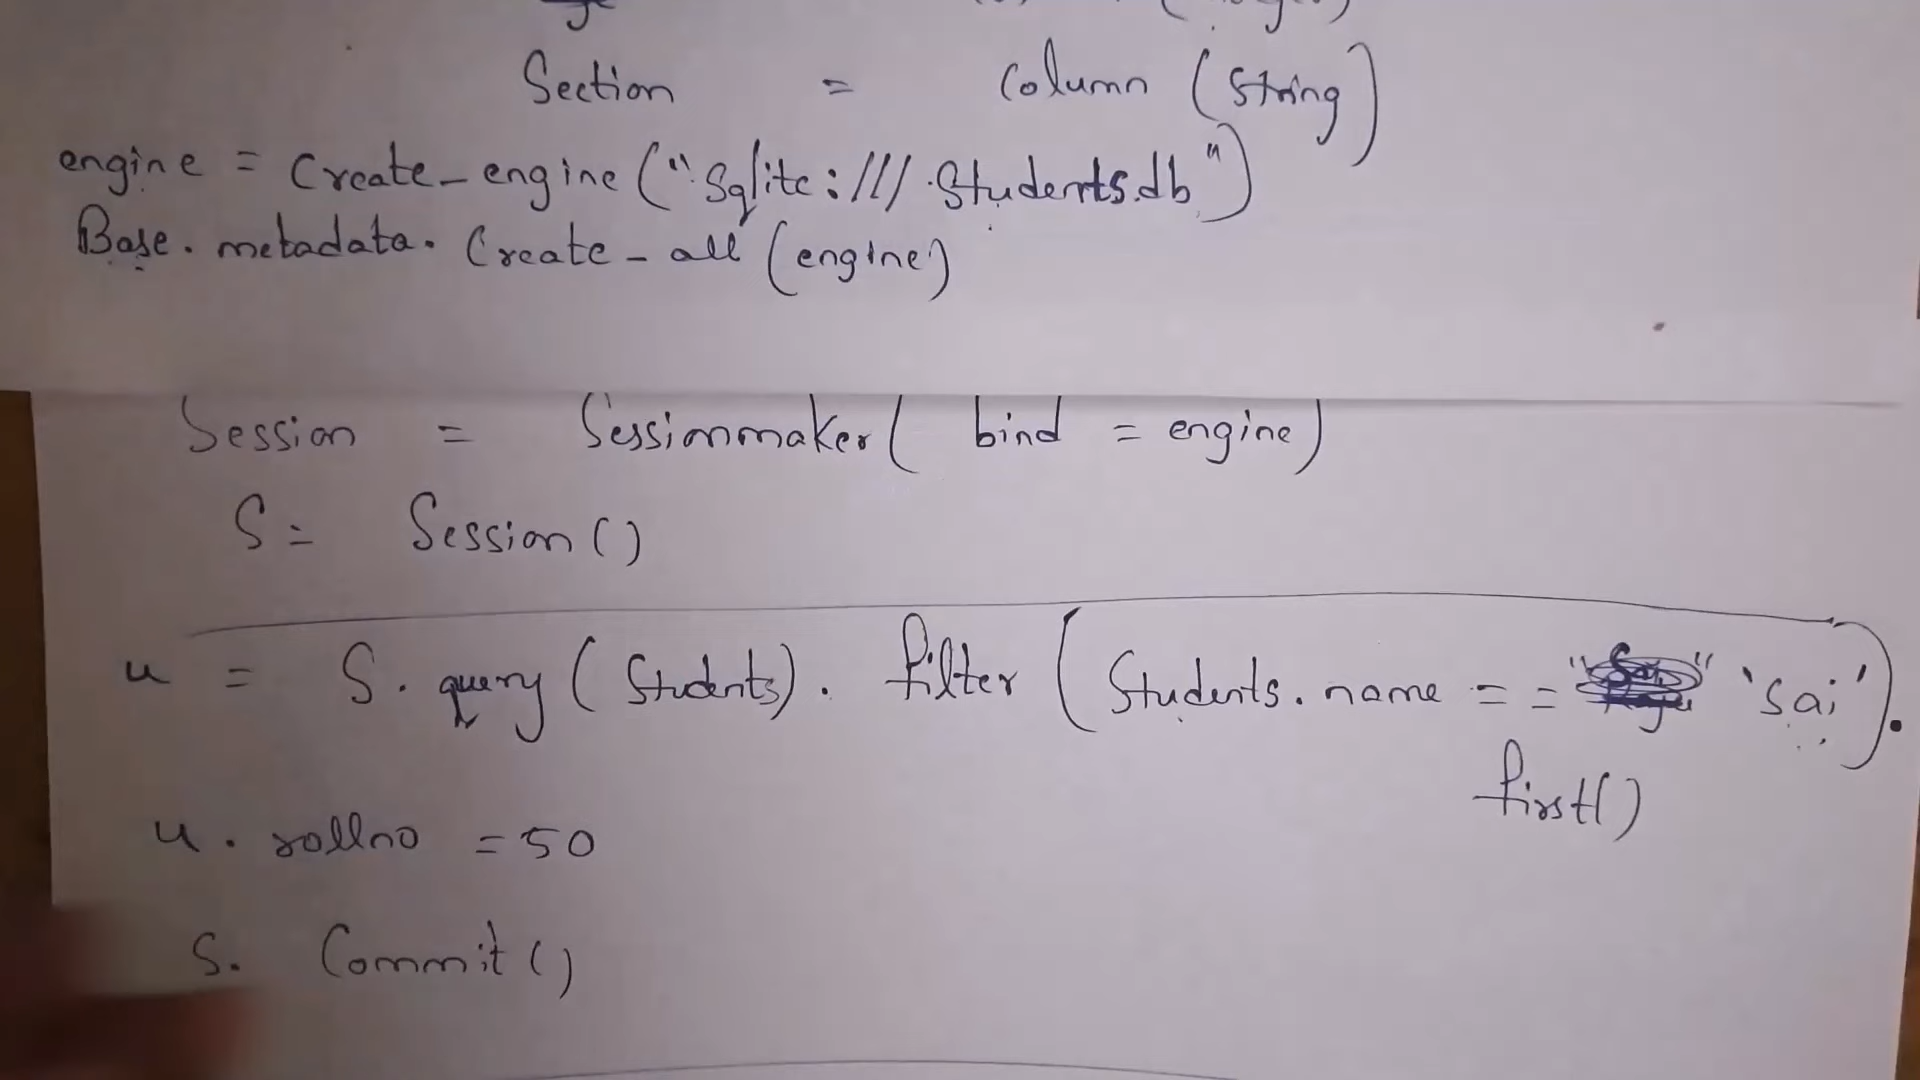 Section = Column (String)
engine = Create_engine ("Sqlite:///Students.db")
Base. metadata. Create_all (engine)
Session = Sessionmaker( bind = engine)
S = Session ()
u = S. query (Students). filter (Students. name == 'sai').
first()
u. rollno = 50
S. Commit ()